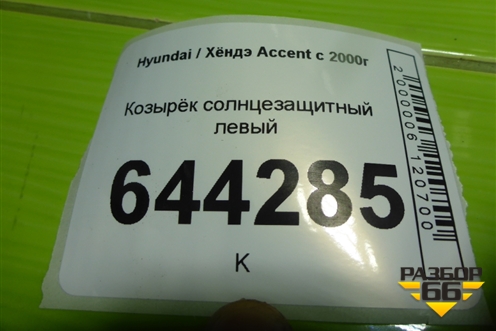 Hyundai / Хёндэ Accent с 2000г
Козырёк солнцезащитный
левый
644285
К
2000006120700
РАЗБОР
66